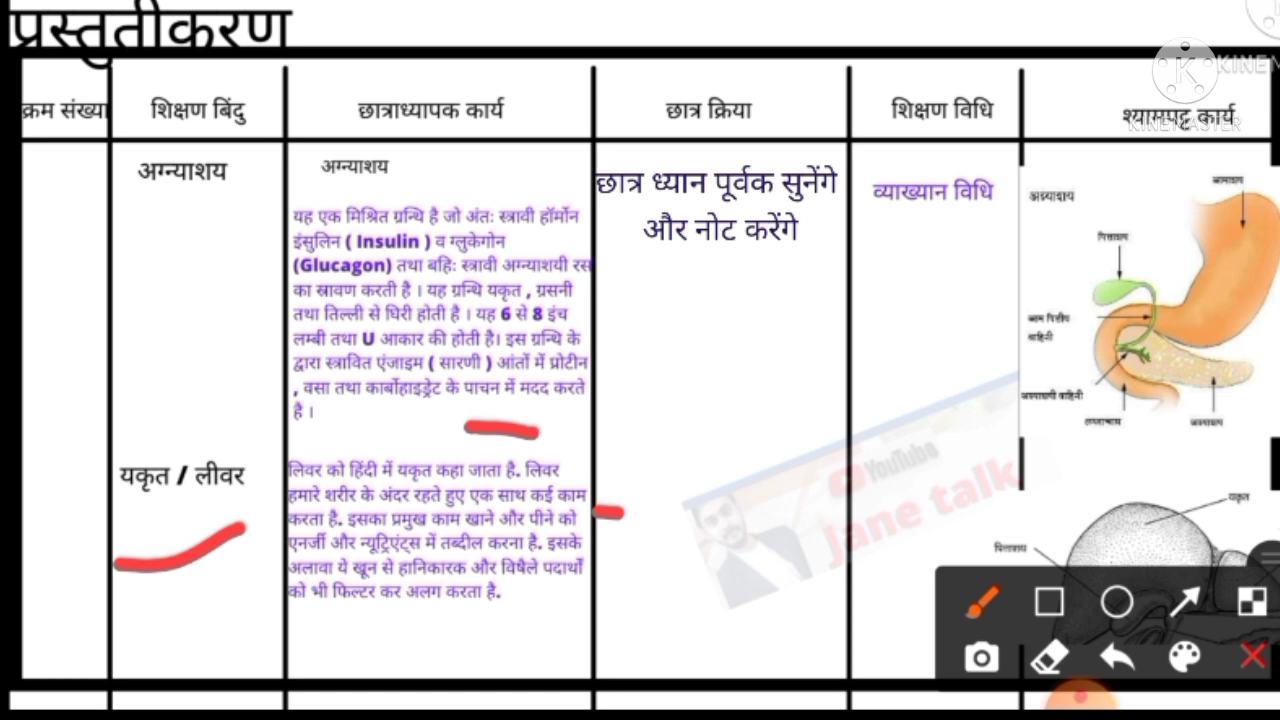 प्रस्तुतीकरण
KINEM
KINEMASTER
क्रम संख्या
शिक्षण बिंदु
छात्राध्यापक कार्य
छात्र क्रिया
शिक्षण विधि
श्यामपट्ट कार्य
अग्न्याशय
अग्न्याशय
यह एक मिश्रित ग्रन्थि है जो अंतः स्त्रावी हॉर्मोन
इंसुलिन ( Insulin ) व ग्लुकेगोन
(Glucagon) तथा बहिः स्त्रावी अग्न्याशयी रस
का स्रावण करती है । यह ग्रन्थि यकृत , ग्रसनी
तथा तिल्ली से घिरी होती है । यह 6 से 8 इंच
लम्बी तथा U आकार की होती है। इस ग्रन्थि के
द्वारा स्त्रावित एंजाइम ( सारणी ) आंतों में प्रोटीन
, वसा तथा कार्बोहाइड्रेट के पाचन में मदद करते
है ।
छात्र ध्यान पूर्वक सुनेंगे
और नोट करेंगे
व्याख्यान विधि
आमाशय
पित्ताशय
वाहिनी
यकृत / लीवर
लिवर को हिंदी में यकृत कहा जाता है. लिवर
हमारे शरीर के अंदर रहते हुए एक साथ कई काम
करता है. इसका प्रमुख काम खाने और पीने को
एनर्जी और न्यूट्रिएंट्स में तब्दील करना है. इसके
अलावा ये खून से हानिकारक और विषैले पदार्थों
को भी फिल्टर कर अलग करता है.
YouTube
Jane talk
यकृत
पित्ताशय